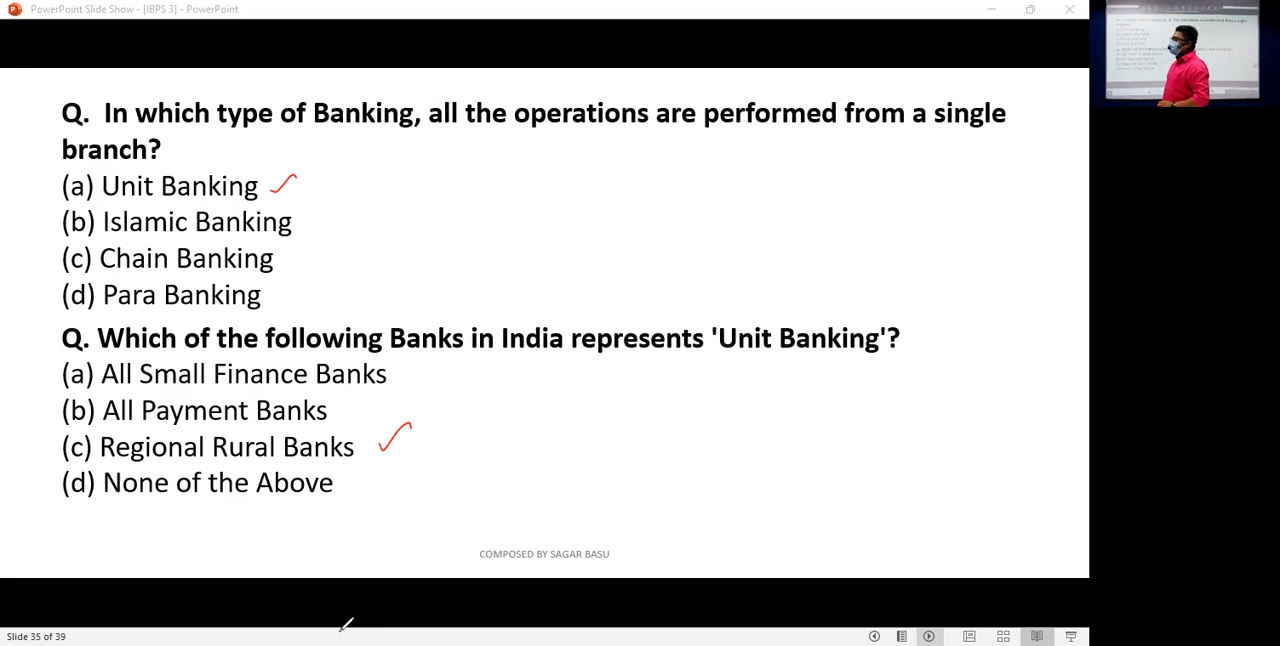 PowerPoint Slide Show - [IBPS 3] - PowerPoint
Q. In which type of Banking, all the operations are performed from a single
branch?
(a) Unit Banking
(b) Islamic Banking
(c) Chain Banking
(d) Para Banking
Q. Which of the following Banks in India represents 'Unit Banking'?
(a) All Small Finance Banks
(b) All Payment Banks
(c) Regional Rural Banks
(d) None of the Above
COMPOSED BY SAGAR BASU
Slide 35 of 39